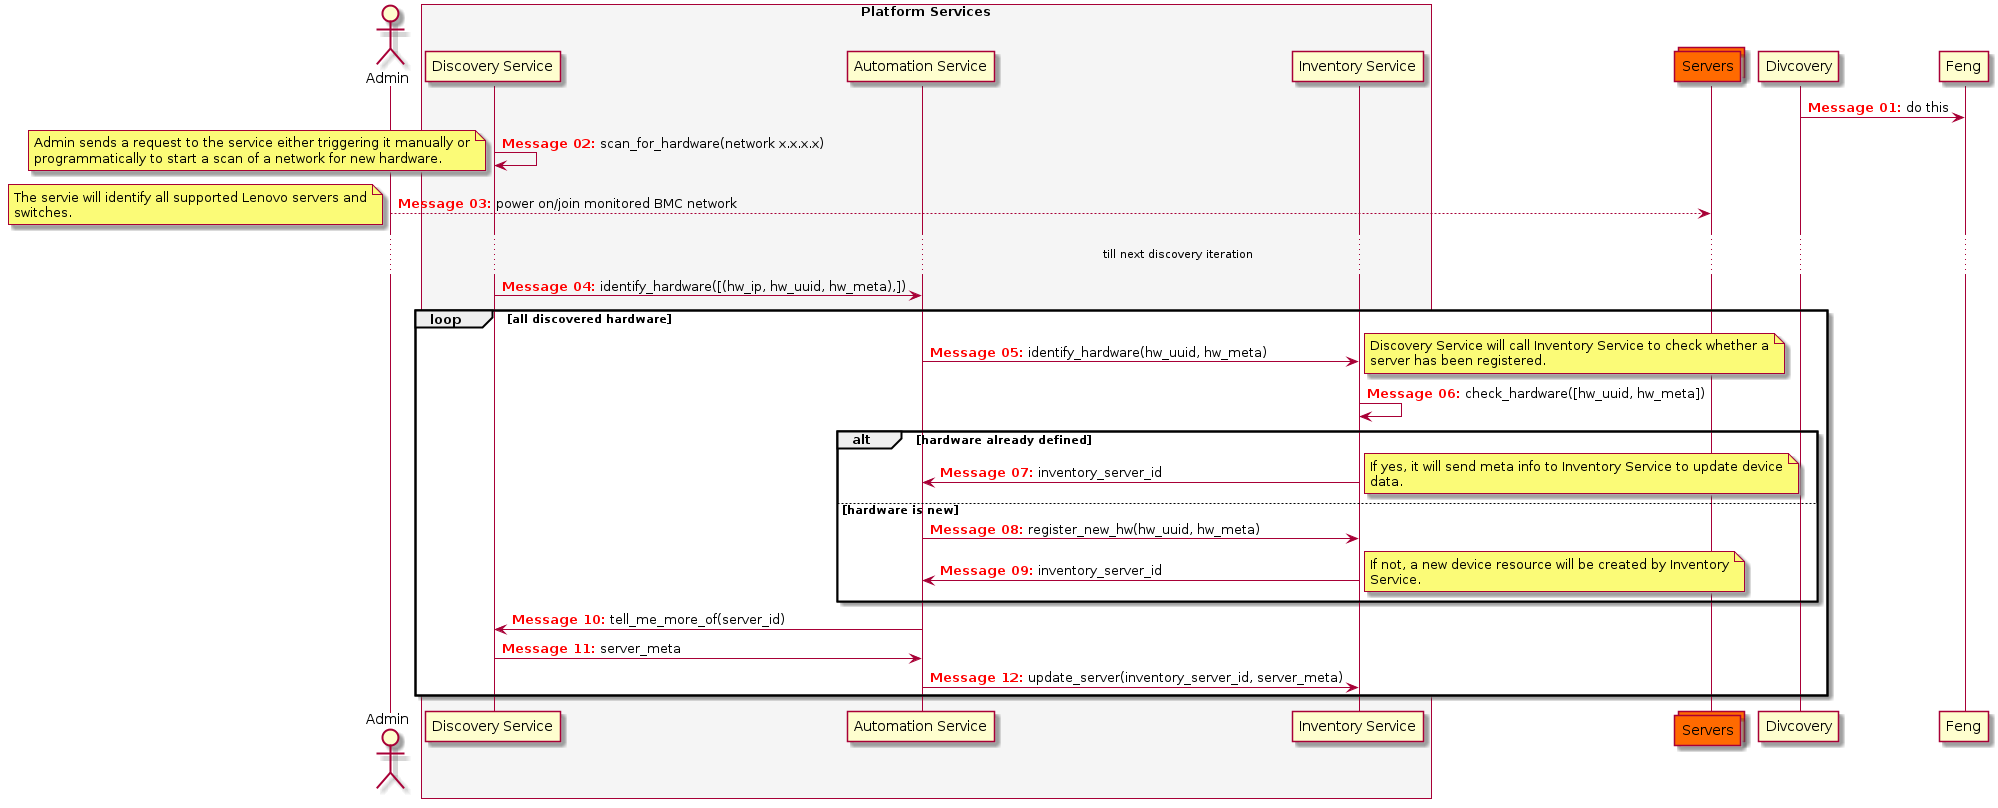 Platform Services
Admin
Discovery Service
Automation Service
Inventory Service
Servers
Divcovery
Feng
Message 01: do this
Admin sends a request to the service either triggering it manually or
programmatically to start a scan of a network for new hardware.
Message 02: scan_for_hardware(network x.x.x.x)
The servie will identify all supported Lenovo servers and
switches.
Message 03: power on/join monitored BMC network
till next discovery iteration
Message 04: identify_hardware([(hw_ip, hw_uuid, hw_meta),])
loop [all discovered hardware]
Message 05: identify_hardware(hw_uuid, hw_meta)
Discovery Service will call Inventory Service to check whether a
server has been registered.
Message 06: check_hardware([hw_uuid, hw_meta])
alt [hardware already defined]
Message 07: inventory_server_id
If yes, it will send meta info to Inventory Service to update device
data.
[hardware is new]
Message 08: register_new_hw(hw_uuid, hw_meta)
Message 09: inventory_server_id
If not, a new device resource will be created by Inventory
Service.
Message 10: tell_me_more_of(server_id)
Message 11: server_meta
Message 12: update_server(inventory_server_id, server_meta)
Admin
Discovery Service
Automation Service
Inventory Service
Servers
Divcovery
Feng